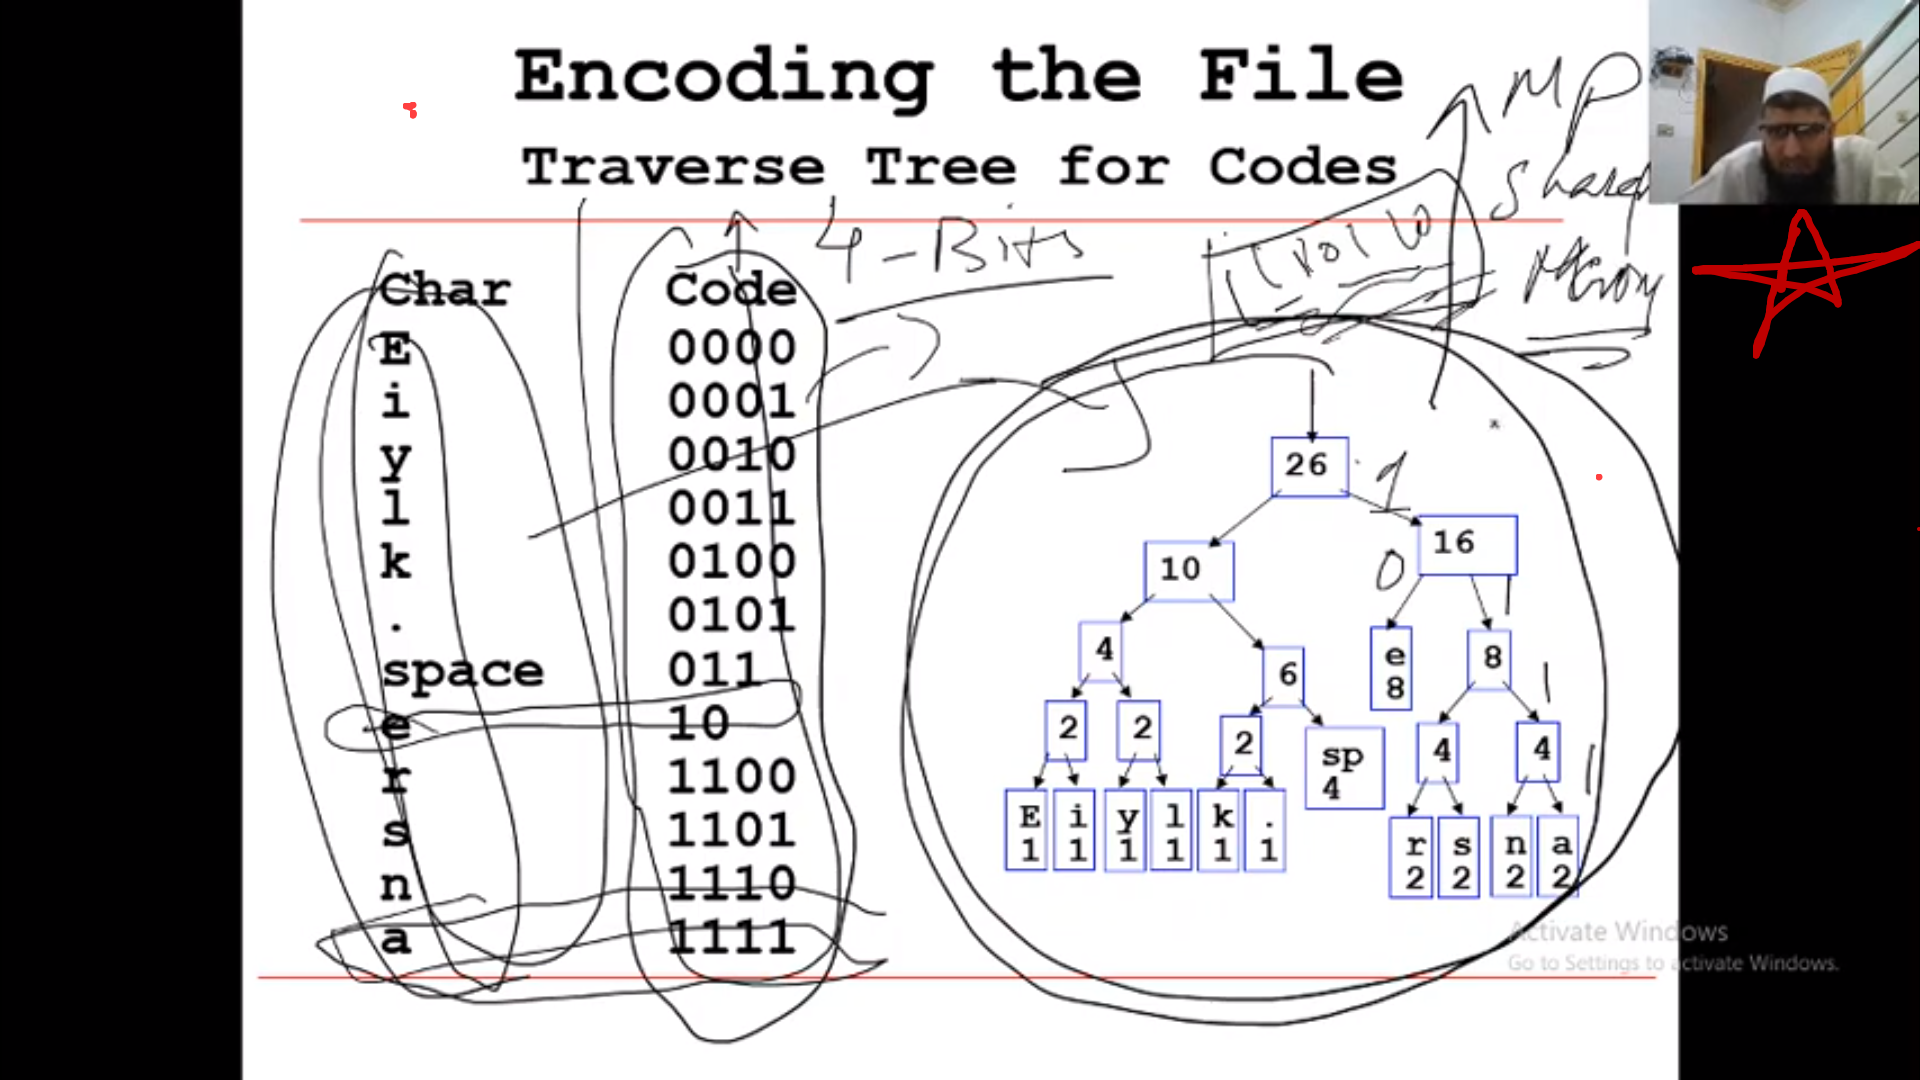 Encoding the File
Traverse Tree for Codes
MP
4-Bits
Char Code
E 0000
i 0001
y 0010
l 0011
k 0100
. 0101
space 011
e 10
r 1100
s 1101
n 1110
a 1111
26
1
10
16
0
1
4
6
e 8
8
1
2
2
2
sp 4
4
4
1
E 1
i 1
y 1
l 1
k 1
. 1
r 2
s 2
n 2
a 2
Activate Windows
Go to Settings to activate Windows.